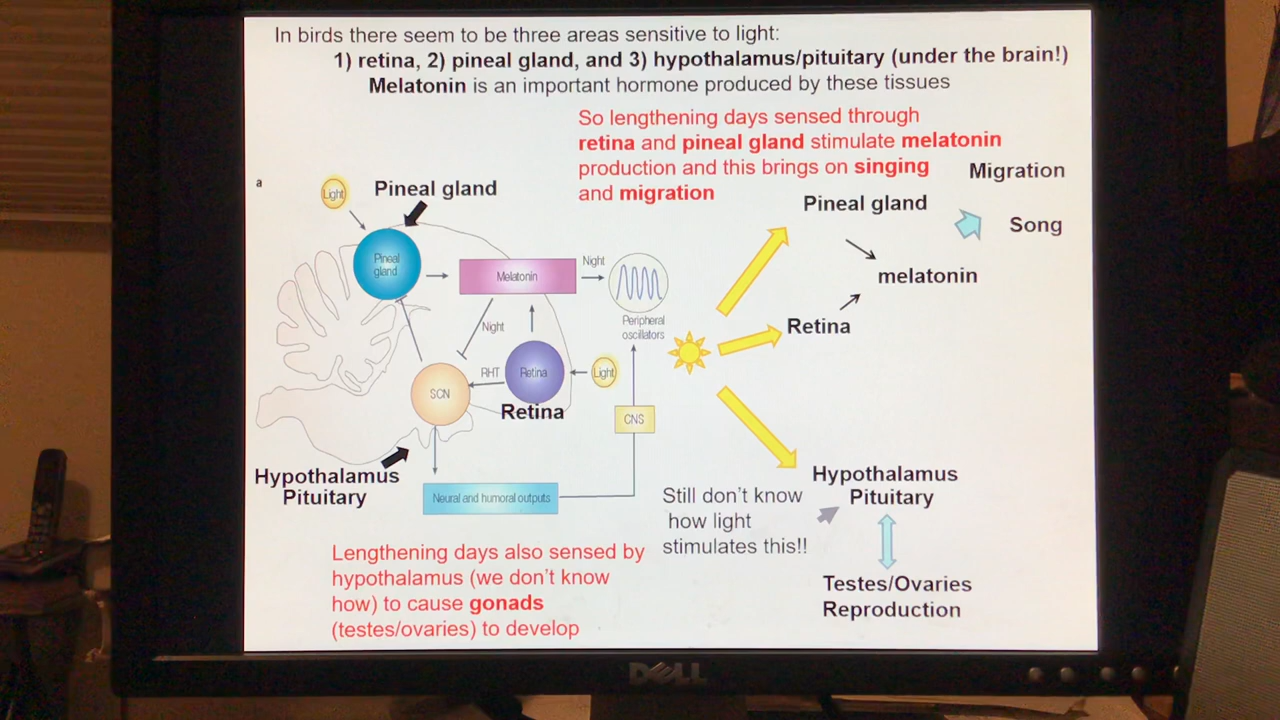 In birds there seem to be three areas sensitive to light:
1) retina, 2) pineal gland, and 3) hypothalamus/pituitary (under the brain!)
Melatonin is an important hormone produced by these tissues
So lengthening days sensed through
retina and pineal gland stimulate melatonin
production and this brings on singing
and migration
Migration
Pineal gland
Song
melatonin
Retina
a
Light
Pineal gland
Pineal
gland
Melatonin
Night
Peripheral
oscillators
Night
RHT
Retina
Light
SCN
Retina
CNS
Hypothalamus
Pituitary
Neural and humoral outputs
Still don't know
how light
stimulates this!!
Hypothalamus
Pituitary
Testes/Ovaries
Reproduction
Lengthening days also sensed by
hypothalamus (we don't know
how) to cause gonads
(testes/ovaries) to develop
DELL